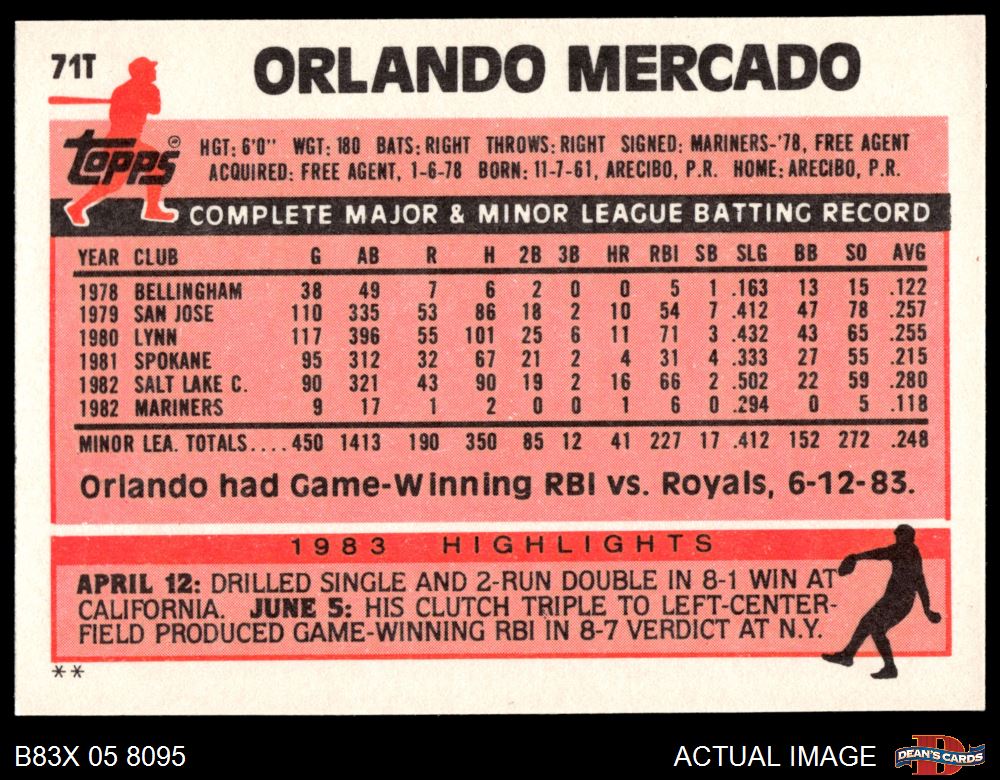 71T
ORLANDO MERCADO
Topps®
HGT: 6'0" WGT: 180 BATS: RIGHT THROWS: RIGHT SIGNED: MARINERS-'78, FREE AGENT
ACQUIRED: FREE AGENT, 1-6-78 BORN: 11-7-61, ARECIBO, P.R. HOME: ARECIBO, P.R.
COMPLETE MAJOR & MINOR LEAGUE BATTING RECORD
YEAR CLUB G AB R H 2B 3B HR RBI SB SLG BB SO AVG
1978 BELLINGHAM 38 49 7 6 2 0 0 5 1 .163 13 15 .122
1979 SAN JOSE 110 335 53 86 18 2 10 54 7 .412 47 78 .257
1980 LYNN 117 396 55 101 25 6 11 71 3 .432 43 65 .255
1981 SPOKANE 95 312 32 67 21 2 4 31 4 .333 27 55 .215
1982 SALT LAKE C. 90 321 43 90 19 2 16 66 2 .502 22 59 .280
1982 MARINERS 9 17 1 2 0 0 1 6 0 .294 0 5 .118
MINOR LEA. TOTALS....450 1413 190 350 85 12 41 227 17 .412 152 272 .248
Orlando had Game-Winning RBI vs. Royals, 6-12-83.
1983 HIGHLIGHTS
APRIL 12: DRILLED SINGLE AND 2-RUN DOUBLE IN 8-1 WIN AT
CALIFORNIA. JUNE 5: HIS CLUTCH TRIPLE TO LEFT-CENTER-
FIELD PRODUCED GAME-WINNING RBI IN 8-7 VERDICT AT N.Y.
**
B83X 05 8095
ACTUAL IMAGE
D
DEAN'S CARDS